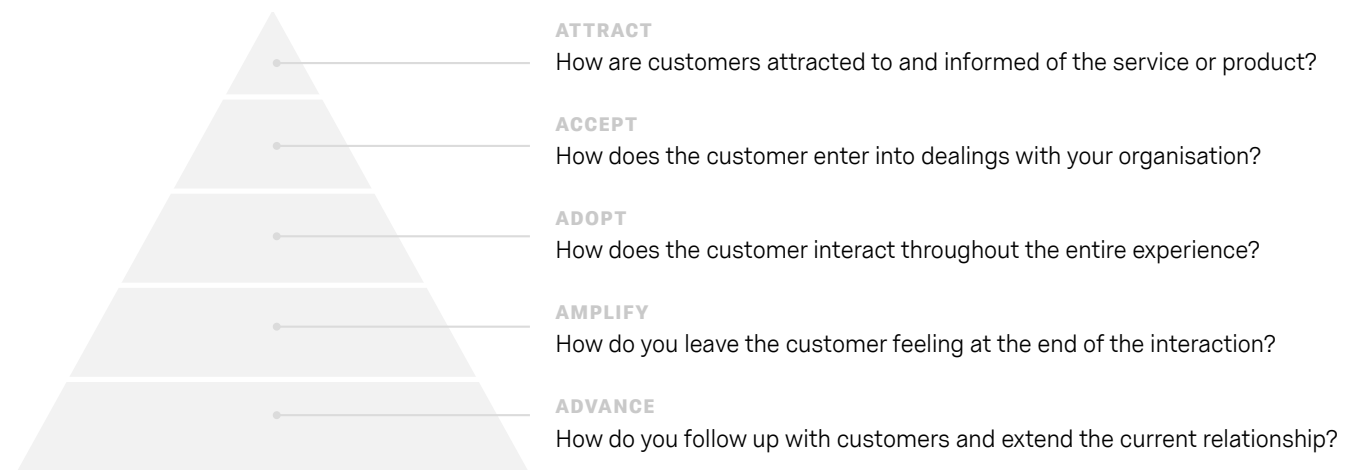 ATTRACT
How are customers attracted to and informed of the service or product?
ACCEPT
How does the customer enter into dealings with your organisation?
ADOPT
How does the customer interact throughout the entire experience?
AMPLIFY
How do you leave the customer feeling at the end of the interaction?
ADVANCE
How do you follow up with customers and extend the current relationship?